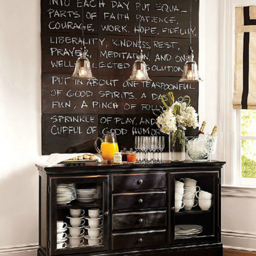 INTO EACH DAY PUT EQUAL
PARTS OF FAITH PATIENCE,
COURAGE, WORK, HOPE, FIDELITY,
LIBERALITY, KINDNESS, REST,
PRAYER, MEDITATION, AND ONE
WELL SELECTED RESOLUTION.
PUT IN ABOUT ONE TEASPOONFUL
OF GOOD SPIRITS, A DASH
FUN, A PINCH OF FOLLY
SPRINKLE OF PLAY, AND
CUPFUL OF GOOD HUMOR